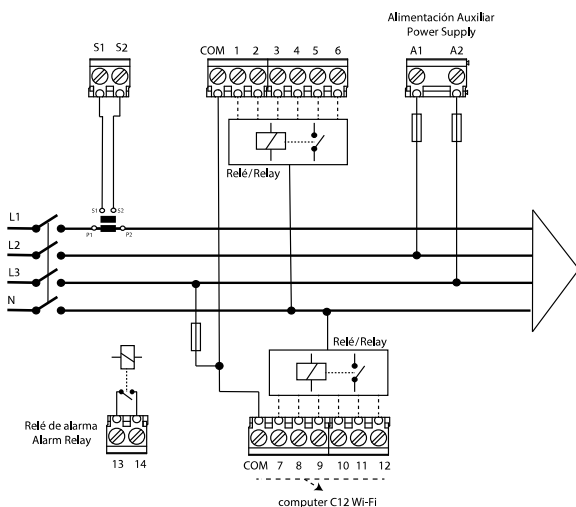 Alimentación Auxiliar
Power Supply
S1 S2
COM 1 2 3 4 5 6
A1 A2
Relé/Relay
S1 S2
L1
P1 P2
L2
L3
N
Relé/Relay
Relé de alarma
Alarm Relay
13 14
COM 7 8 9 10 11 12
computer C12 Wi-Fi